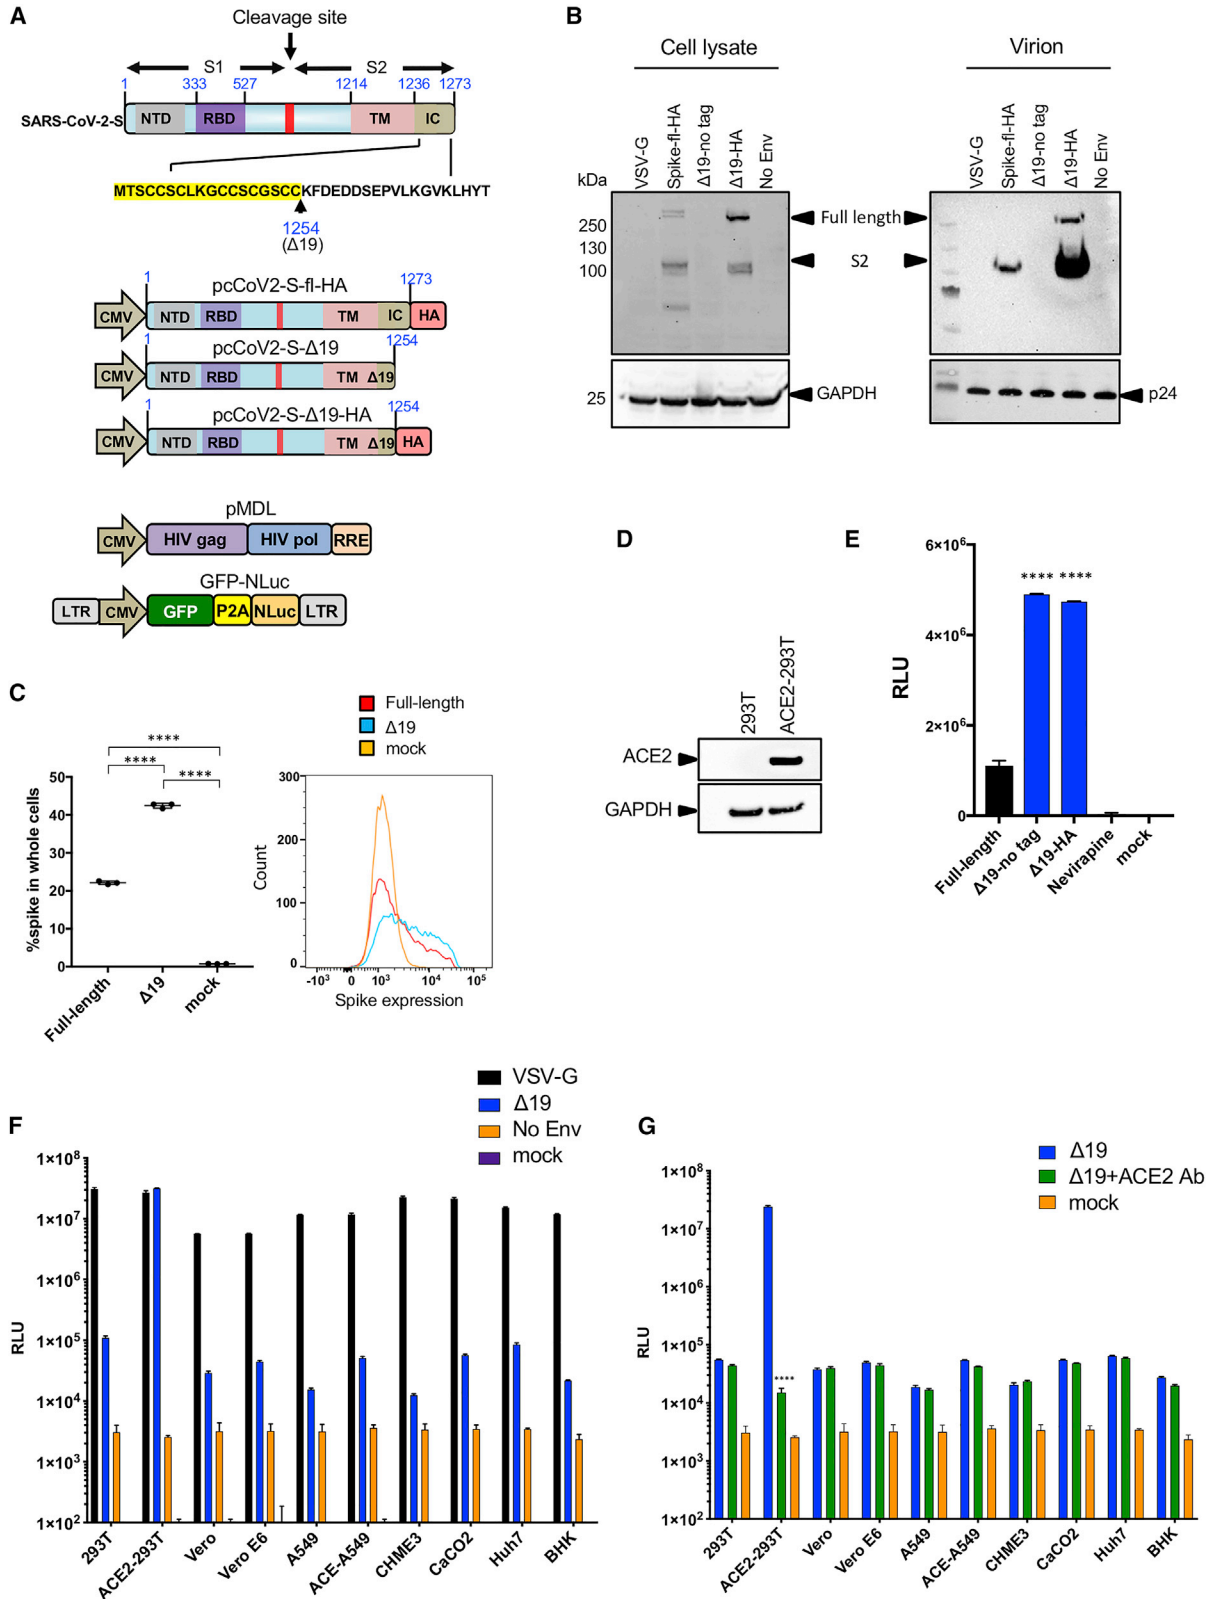 A
Cleavage site
S1 S2
1 333 527 1214 1236 1273
SARS-CoV-2-S NTD RBD TM IC
MTSCCSCLKGCCSCGSCCKFDEDDSEPVLKGVKLHYT
1254
(Δ19)
pcCoV2-S-fl-HA
1 1273
CMV NTD RBD TM IC HA
pcCoV2-S-Δ19
1 1254
CMV NTD RBD TM Δ19
pcCoV2-S-Δ19-HA
1 1254
CMV NTD RBD TM Δ19 HA
pMDL
CMV HIV gag HIV pol RRE
GFP-NLuc
LTR CMV GFP P2A NLuc LTR
B
Cell lysate Virion
VSV-G
Spike-fl-HA
Δ19-no tag
Δ19-HA
No Env
VSV-G
Spike-fl-HA
Δ19-no tag
Δ19-HA
No Env
kDa
250
130
100
25
Full length
S2
GAPDH
p24
C
****
**** ****
%spike in whole cells
50
40
30
20
10
0
Full-length
Δ19
mock
Full-length
Δ19
mock
Count
300
200
100
0
-10³ 0 10³ 10⁴ 10⁵
Spike expression
D
293T
ACE2-293T
ACE2
GAPDH
E
RLU
6×10⁶
4×10⁶
2×10⁶
0
**** ****
Full-length
Δ19-no tag
Δ19-HA
Nevirapine
mock
F
VSV-G
Δ19
No Env
mock
RLU
1×10⁸
1×10⁷
1×10⁶
1×10⁵
1×10⁴
1×10³
1×10²
293T
ACE2-293T
Vero
Vero E6
A549
ACE-A549
CHME3
CaCO2
Huh7
BHK
G
Δ19
Δ19+ACE2 Ab
mock
RLU
1×10⁸
1×10⁷
1×10⁶
1×10⁵
1×10⁴
1×10³
1×10²
****
293T
ACE2-293T
Vero
Vero E6
A549
ACE-A549
CHME3
CaCO2
Huh7
BHK